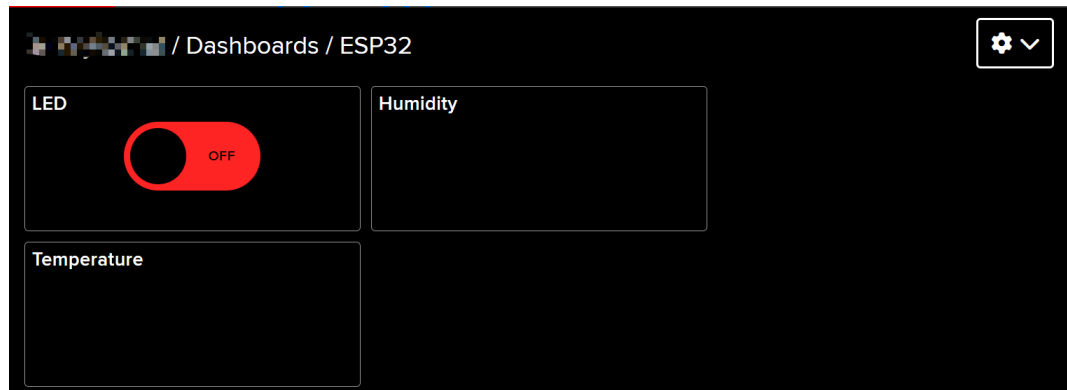 / Dashboards / ESP32
LED
Humidity
OFF
Temperature